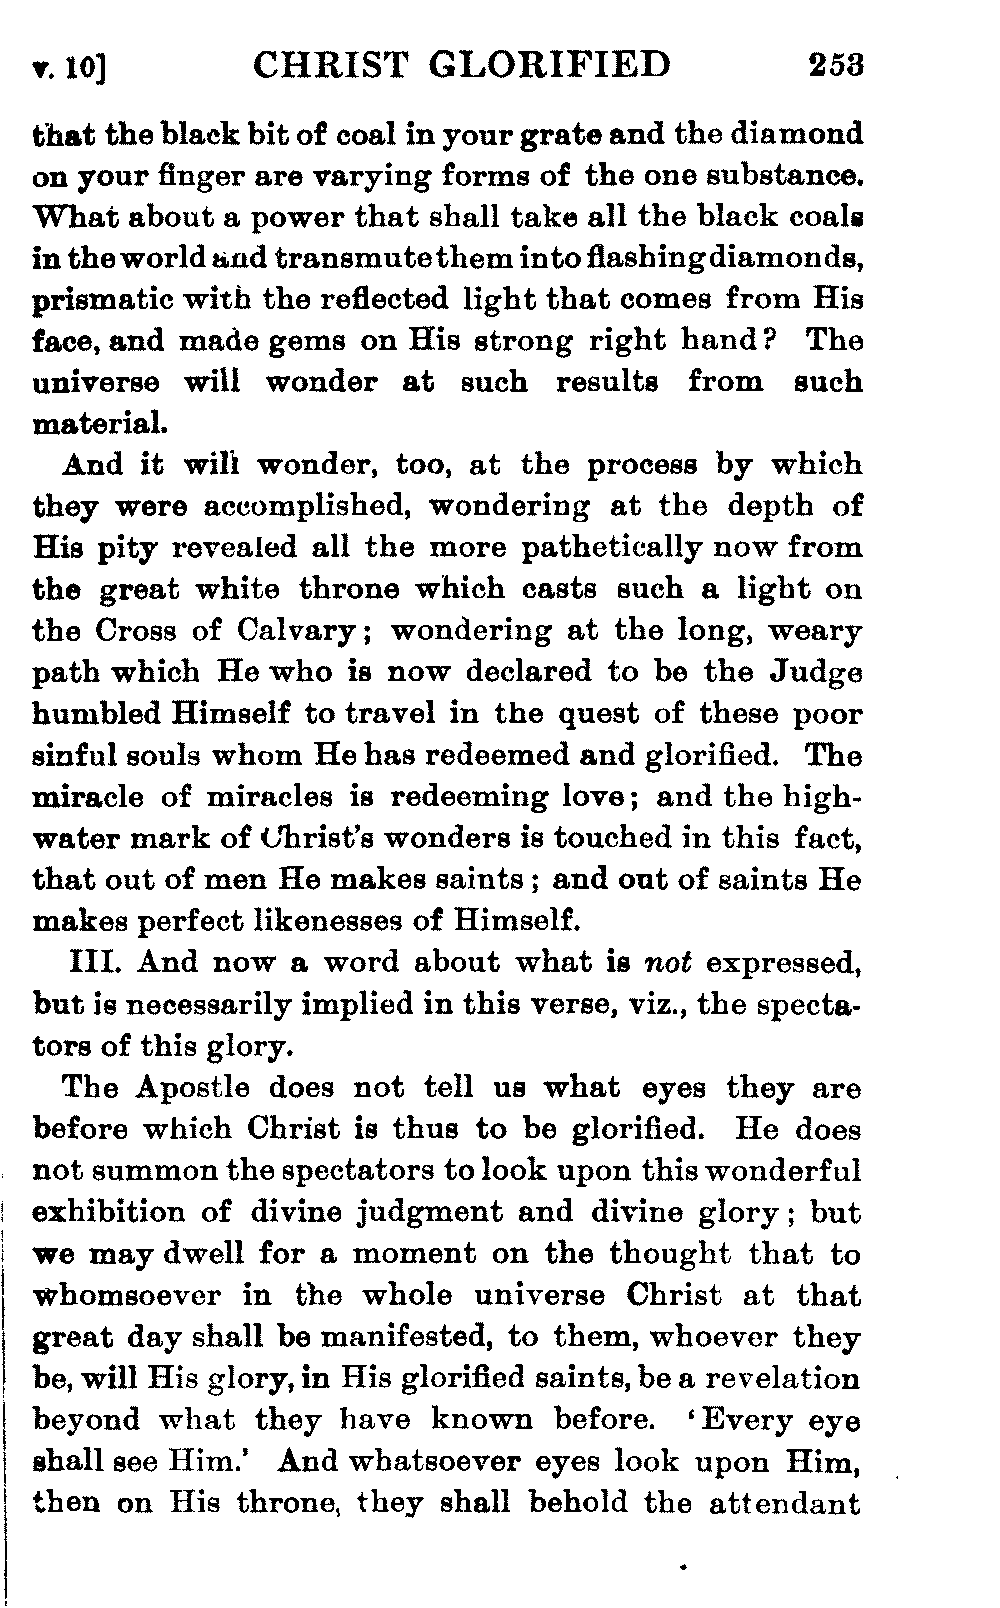 v. 10] CHRIST GLORIFIED 253
that the black bit of coal in your grate and the diamond
on your finger are varying forms of the one substance.
What about a power that shall take all the black coals
in the world and transmute them into flashing diamonds,
prismatic with the reflected light that comes from His
face, and made gems on His strong right hand? The
universe will wonder at such results from such
material.
And it will wonder, too, at the process by which
they were accomplished, wondering at the depth of
His pity revealed all the more pathetically now from
the great white throne which casts such a light on
the Cross of Calvary; wondering at the long, weary
path which He who is now declared to be the Judge
humbled Himself to travel in the quest of these poor
sinful souls whom He has redeemed and glorified. The
miracle of miracles is redeeming love; and the high-
water mark of Christ's wonders is touched in this fact,
that out of men He makes saints; and out of saints He
makes perfect likenesses of Himself.
III. And now a word about what is not expressed,
but is necessarily implied in this verse, viz., the specta-
tors of this glory.
The Apostle does not tell us what eyes they are
before which Christ is thus to be glorified. He does
not summon the spectators to look upon this wonderful
exhibition of divine judgment and divine glory; but
we may dwell for a moment on the thought that to
whomsoever in the whole universe Christ at that
great day shall be manifested, to them, whoever they
be, will His glory, in His glorified saints, be a revelation
beyond what they have known before. 'Every eye
shall see Him.' And whatsoever eyes look upon Him,
then on His throne, they shall behold the attendant